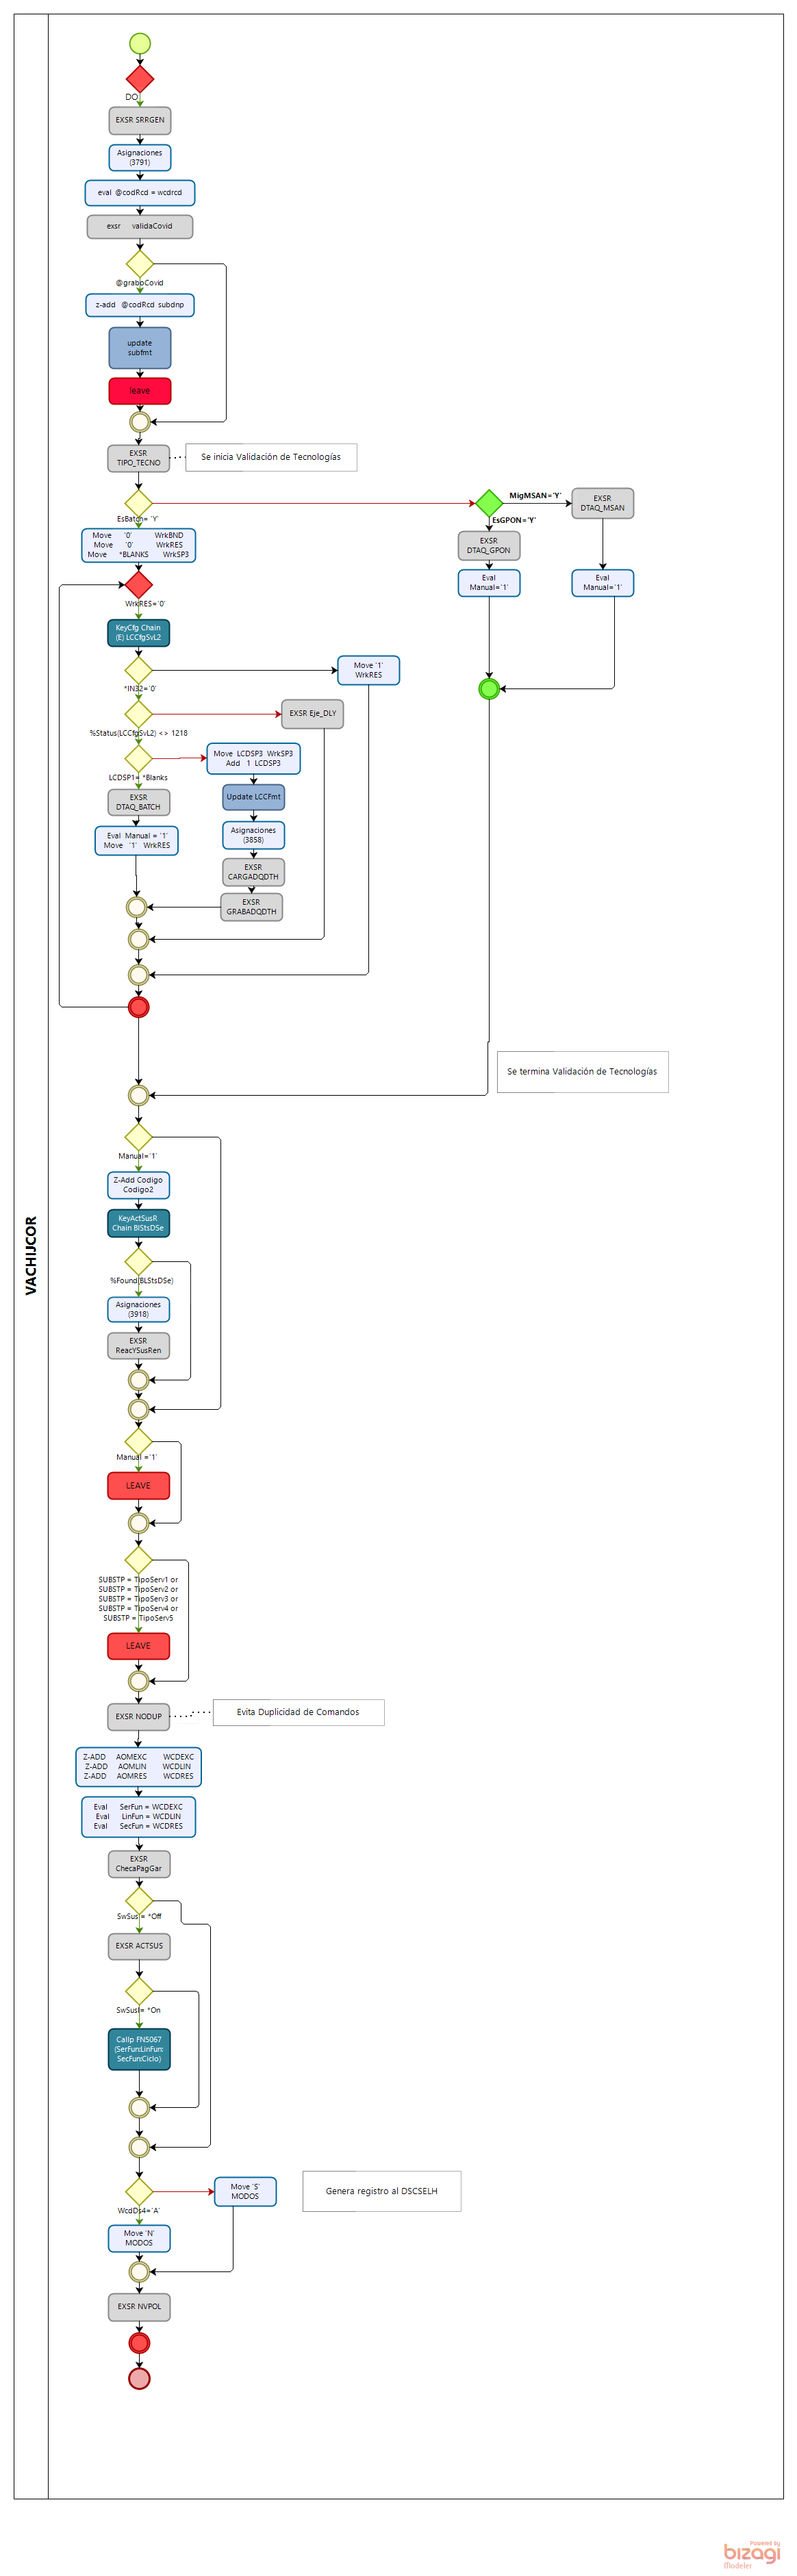 DO
EXSR SRRGEN
Asignaciones
(3791)
eval @codRcd = wcdrcd
exsr validaCovid
@graboCovid
z-add @codRcd subdnp
update
subfmt
leave
EXSR
TIPO_TECNO
Se inicia Validación de Tecnologías
EsBatch= 'Y'
MigMSAN='Y'
EXSR
DTAQ_MSAN
EsGPON='Y'
EXSR
DTAQ_GPON
Move '0' WrkBND
Move '0' WrkRES
Move *BLANKS WrkSP3
Eval
Manual='1'
Eval
Manual='1'
WrkRES='0'
KeyCfg Chain
(E) LCCfgSvL2
Move '1'
WrkRES
*IN32='0'
EXSR Eje_DLY
%Status(LCCfgSvL2) <> 1218
Move LCDSP3 WrkSP3
Add 1 LCDSP3
LCDSP1= *Blanks
EXSR
DTAQ_BATCH
Update LCCFmt
Eval Manual = '1'
Move '1' WrkRES
Asignaciones
(3858)
EXSR
CARGADQDTH
EXSR
GRABADQDTH
Se termina Validación de Tecnologías
Manual='1'
Z-Add Codigo
Codigo2
KeyActSusR
Chain BlStsDSe
%Found(BLStsDSe)
Asignaciones
(3918)
EXSR
ReacYSusRen
Manual ='1'
LEAVE
SUBSTP = TipoServ1 or
SUBSTP = TipoServ2 or
SUBSTP = TipoServ3 or
SUBSTP = TipoServ4 or
SUBSTP = TipoServ5
LEAVE
EXSR NODUP
Evita Duplicidad de Comandos
Z-ADD AOMEXC WCDEXC
Z-ADD AOMLIN WCDLIN
Z-ADD AOMRES WCDRES
Eval SerFun = WCDEXC
Eval LinFun = WCDLIN
Eval SecFun = WCDRES
EXSR
ChecaPagGar
SwSusI= *Off
EXSR ACTSUS
SwSusI= *On
Callp FNS067
(SerFun:LinFun:
SecFun:Ciclo)
WcdDs4='A'
Move 'S'
MODOS
Genera registro al DSCSELH
Move 'N'
MODOS
EXSR NVPOL
VACHIJCOR
Powered by
bizagi
Modeler